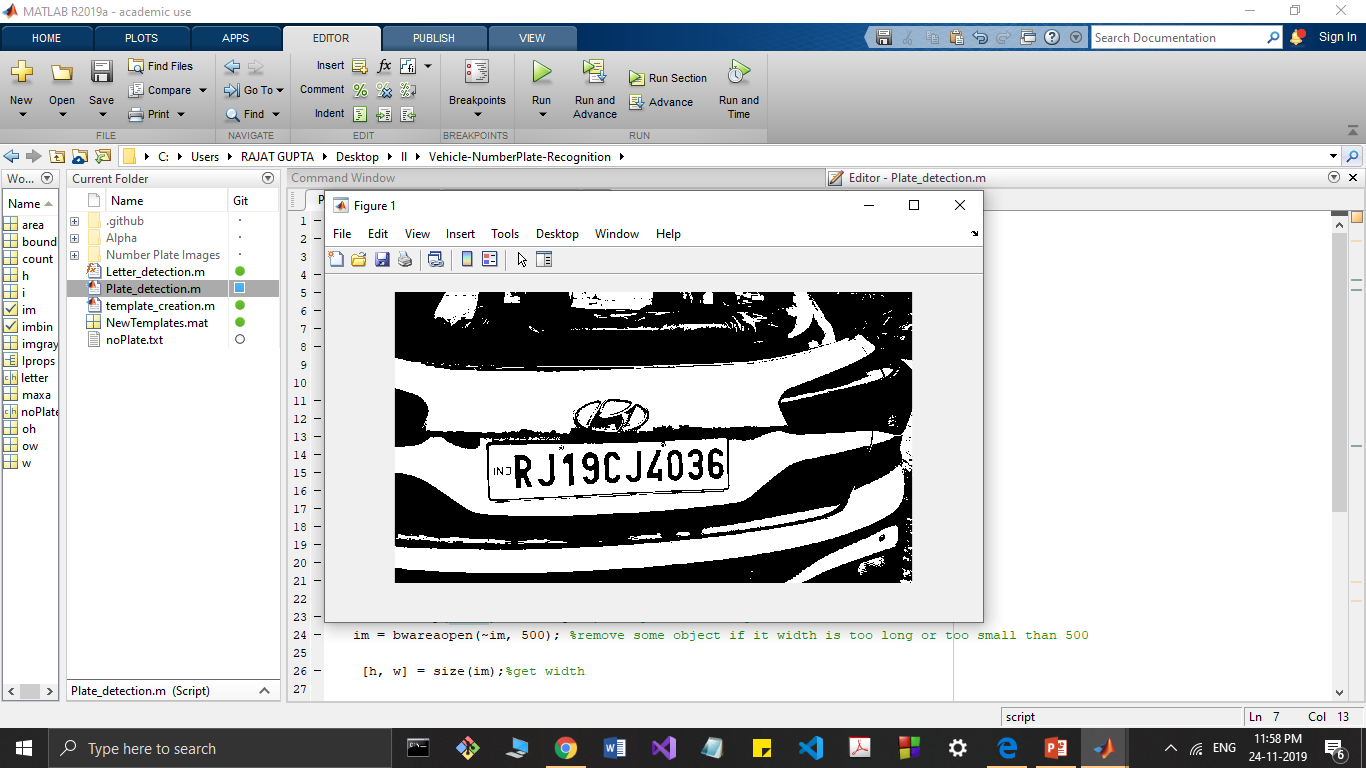 MATLAB R2019a - academic use
HOME PLOTS APPS EDITOR PUBLISH VIEW
Search Documentation
Sign In
New Open Save
Find Files
Compare
Print
Go To
Find
Insert
Comment
Indent
fx
Breakpoints
Run
Run and Advance
Run Section
Advance
Run and Time
FILE NAVIGATE EDIT BREAKPOINTS RUN
C: Users RAJAT GUPTA Desktop II Vehicle-NumberPlate-Recognition
Wo...
Name
area
bound
count
h
i
im
imbin
imgray
Iprops
letter
maxa
noPlate
oh
ow
w
Current Folder
Name Git
.github
Alpha
Number Plate Images
Letter_detection.m
Plate_detection.m
template_creation.m
NewTemplates.mat
noPlate.txt
Plate_detection.m (Script)
Command Window
Editor - Plate_detection.m
Figure 1
File Edit View Insert Tools Desktop Window Help
IND
RJ19CJ4036
1
2
3
4
5
6
7
8
9
10
11
12
13
14
15
16
17
18
19
20
21
22
23
24 im = bwareaopen(~im, 500); %remove some object if it width is too long or too small than 500
25
26 [h, w] = size(im);%get width
27
script
Ln 7 Col 13
Type here to search
ENG
11:58 PM
24-11-2019
6